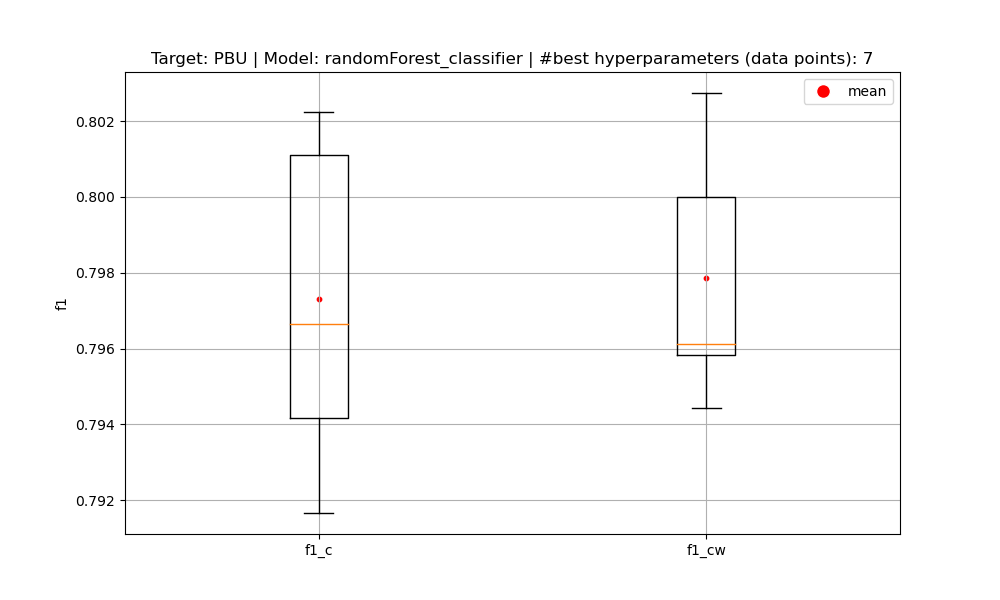 Target: PBU | Model: randomForest_classifier | #best hyperparameters (data points): 7
mean
0.802
0.800
0.798
0.796
0.794
0.792
f1
f1_c
f1_cw